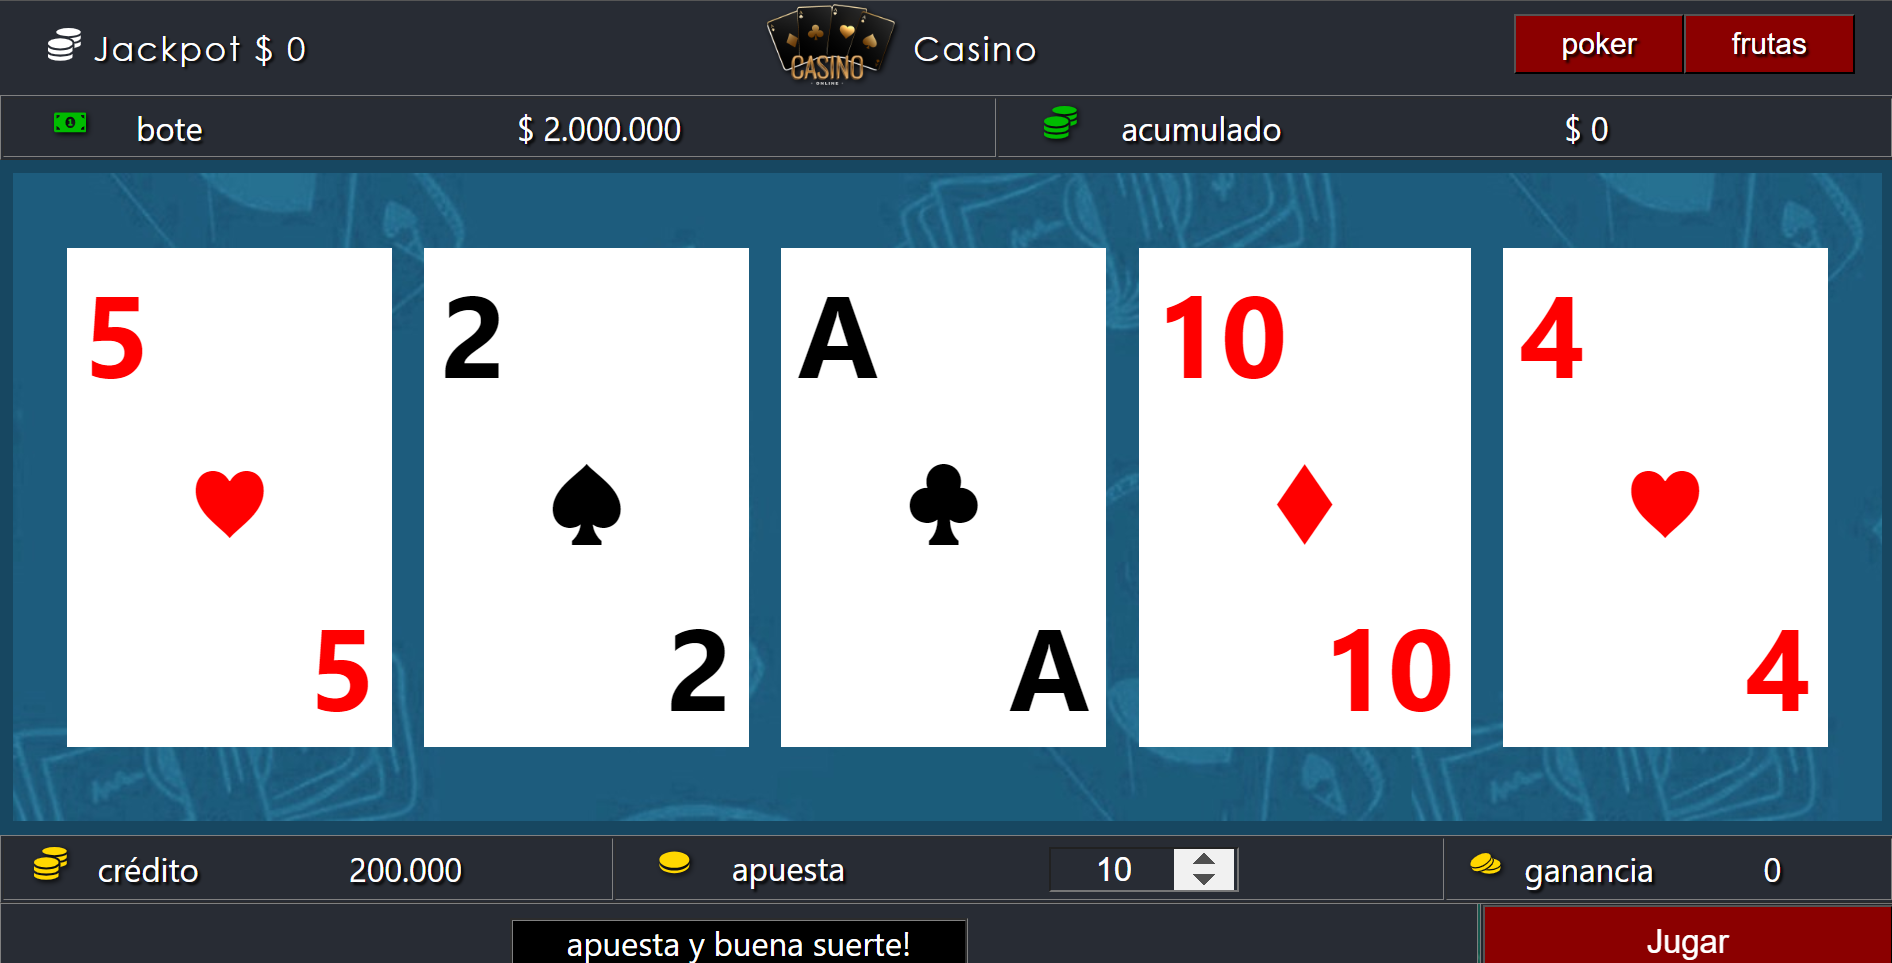 Jackpot $ 0
CASINO
ONLINE
Casino
poker
frutas
bote
$ 2.000.000
acumulado
$ 0
5
2
A
10
4
5
2
A
10
4
crédito
200.000
apuesta
10
ganancia
0
apuesta y buena suerte!
Jugar